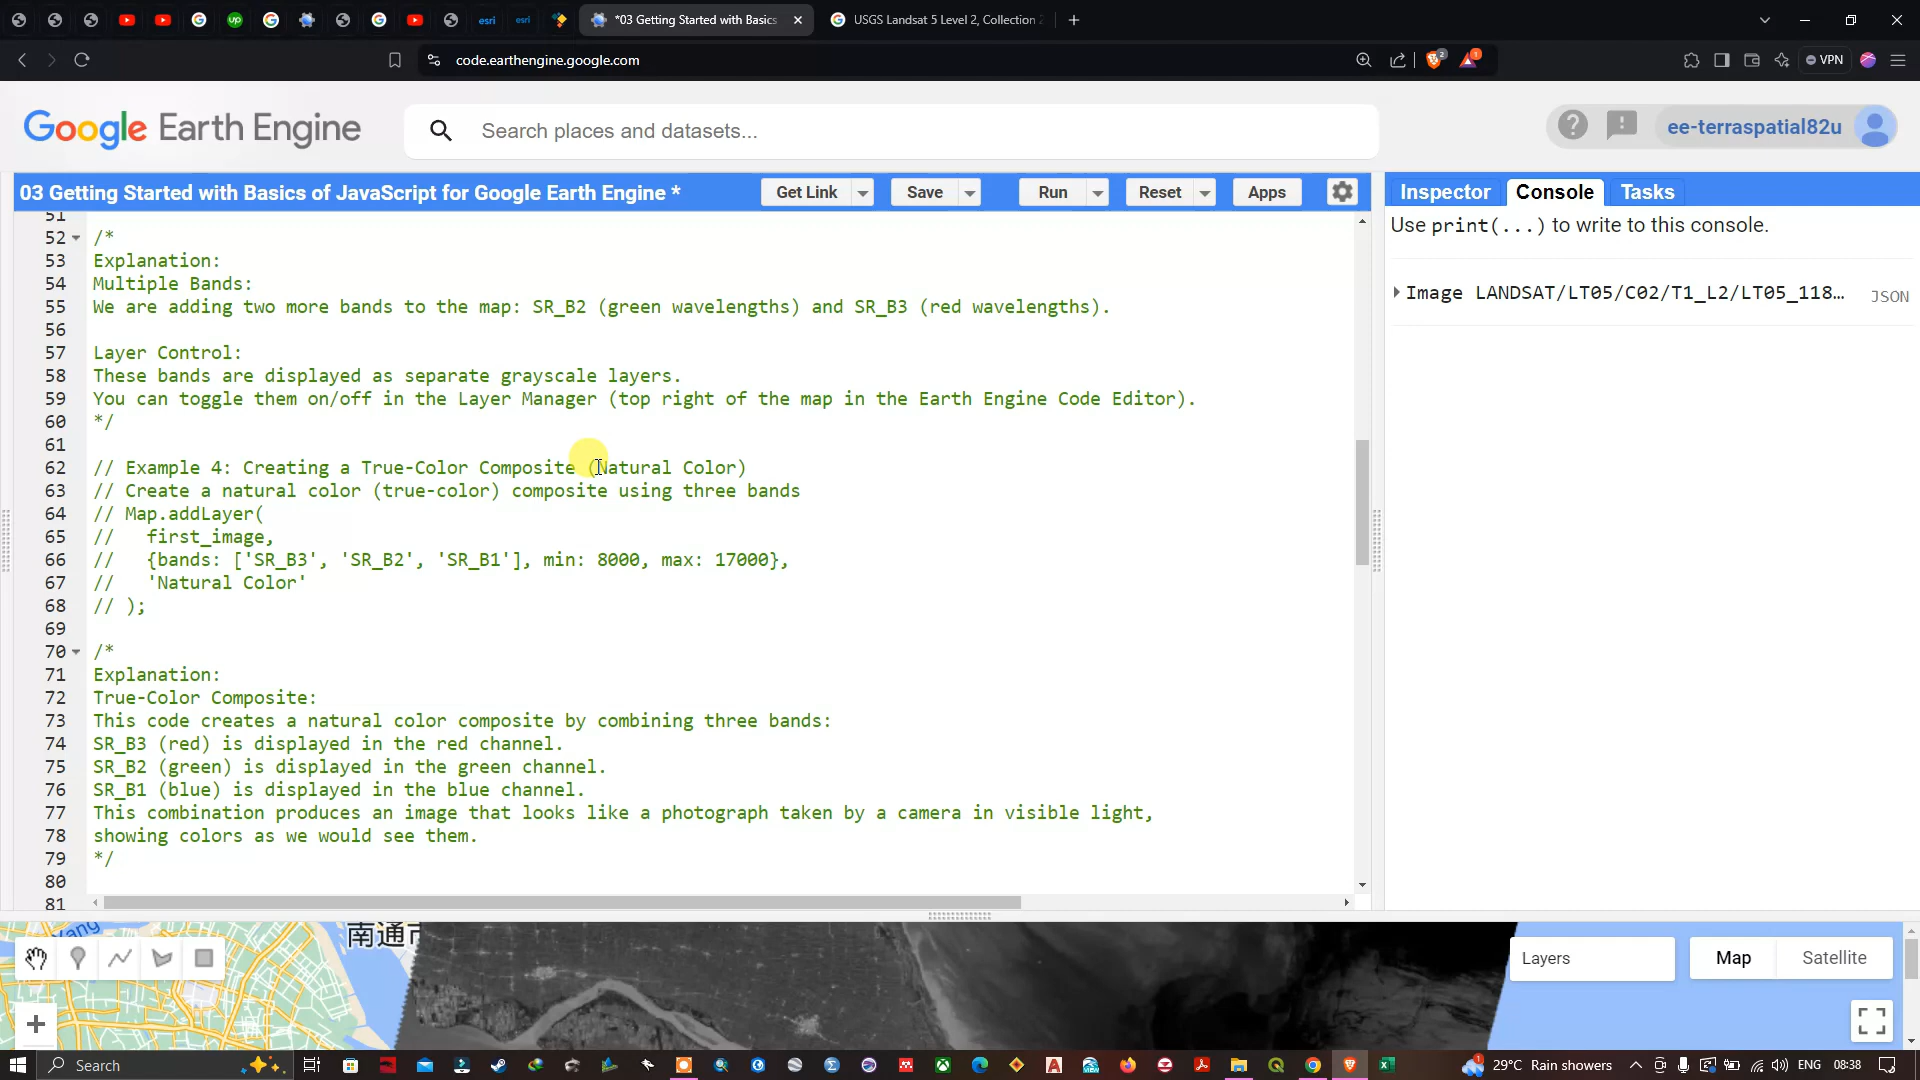 *03 Getting Started with Basics
USGS Landsat 5 Level 2, Collection 2
up
esri
esri
code.earthengine.google.com
2
1
VPN
Google Earth Engine
Search places and datasets...
ee-terraspatial82u
03 Getting Started with Basics of JavaScript for Google Earth Engine *
Get Link
Save
Run
Reset
Apps
Inspector
Console
Tasks
Use print(...) to write to this console.
Image LANDSAT/LT05/C02/T1_L2/LT05_118…
JSON
51
52 /*
53 Explanation:
54 Multiple Bands:
55 We are adding two more bands to the map: SR_B2 (green wavelengths) and SR_B3 (red wavelengths).
56
57 Layer Control:
58 These bands are displayed as separate grayscale layers.
59 You can toggle them on/off in the Layer Manager (top right of the map in the Earth Engine Code Editor).
60 */
61
62 // Example 4: Creating a True-Color Composite (Natural Color)
63 // Create a natural color (true-color) composite using three bands
64 // Map.addLayer(
65 //   first_image,
66 //   {bands: ['SR_B3', 'SR_B2', 'SR_B1'], min: 8000, max: 17000},
67 //   'Natural Color'
68 // );
69
70 /*
71 Explanation:
72 True-Color Composite:
73 This code creates a natural color composite by combining three bands:
74 SR_B3 (red) is displayed in the red channel.
75 SR_B2 (green) is displayed in the green channel.
76 SR_B1 (blue) is displayed in the blue channel.
77 This combination produces an image that looks like a photograph taken by a camera in visible light,
78 showing colors as we would see them.
79 */
80
81
Yang
南通市
Layers
Map
Satellite
Search
29°C Rain showers
ENG
08:38